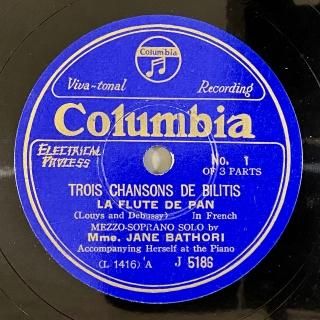 Columbia
Viva-tonal Recording
Columbia
ELECTRICAL PROCESS
No. 1
OF 3 PARTS
TROIS CHANSONS DE BILITIS
LA FLUTE DE PAN
(Louys and Debussy) In French
MEZZO-SOPRANO SOLO by
Mme. JANE BATHORI
Accompanying Herself at the Piano
(L 1416) A J 5186